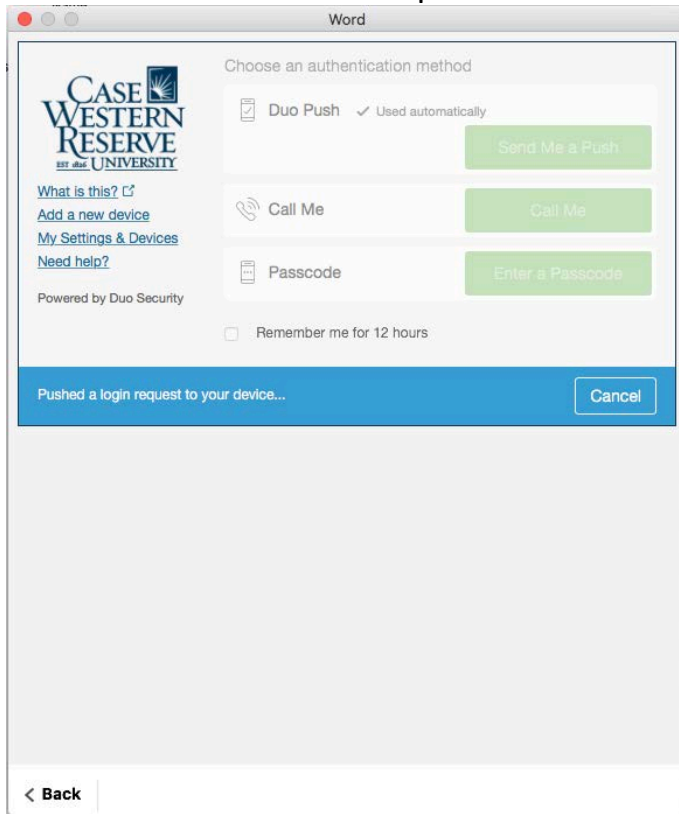 Word
CASE
WESTERN
RESERVE
EST 1826 UNIVERSITY
What is this?
Add a new device
My Settings & Devices
Need help?
Powered by Duo Security
Choose an authentication method
Duo Push ✓ Used automatically
Send Me a Push
Call Me
Call Me
Passcode
Enter a Passcode
Remember me for 12 hours
Pushed a login request to your device...
Cancel
< Back